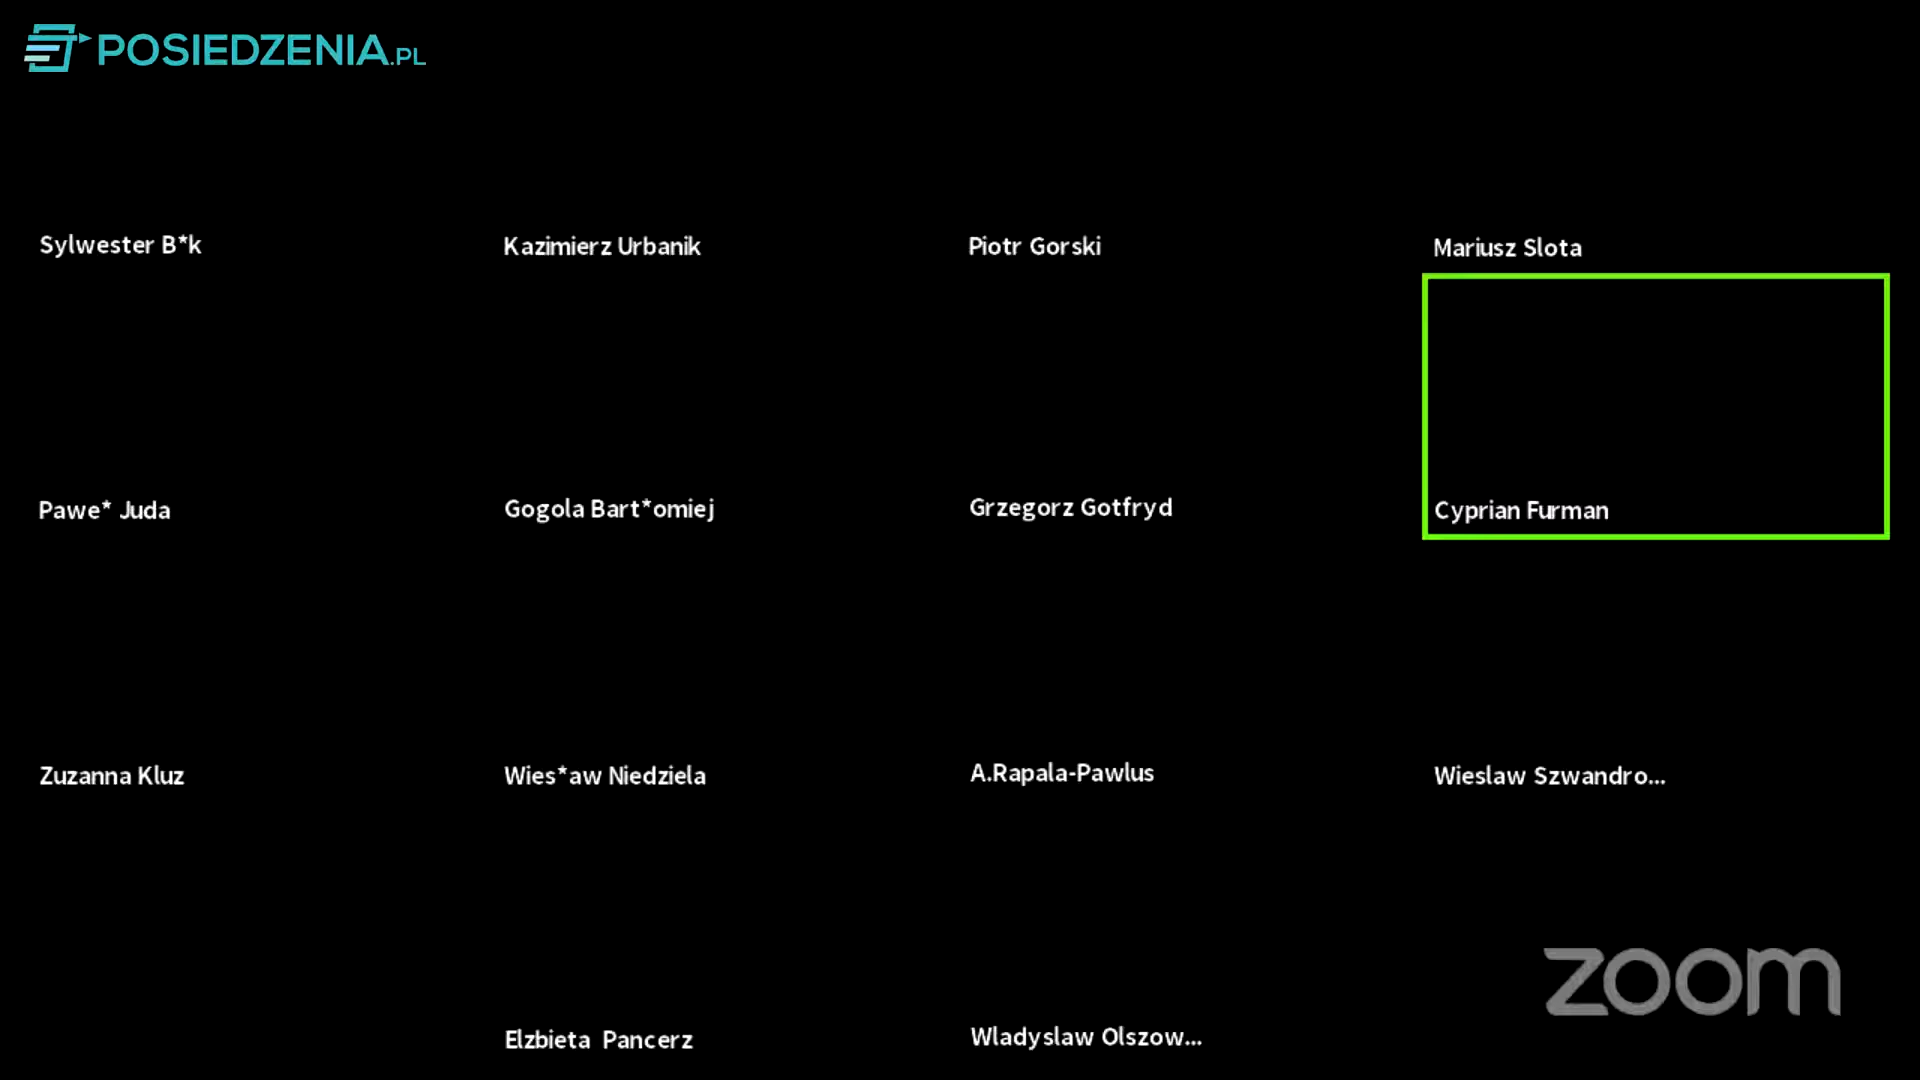 POSIEDZENIA.PL
Sylwester B*k
Kazimierz Urbanik
Piotr Gorski
Mariusz Slota
Pawe* Juda
Gogola Bart*omiej
Grzegorz Gotfryd
Cyprian Furman
Zuzanna Kluz
Wies*aw Niedziela
A.Rapala-Pawlus
Wieslaw Szwandro...
Elzbieta Pancerz
Wladyslaw Olszow...
zoom